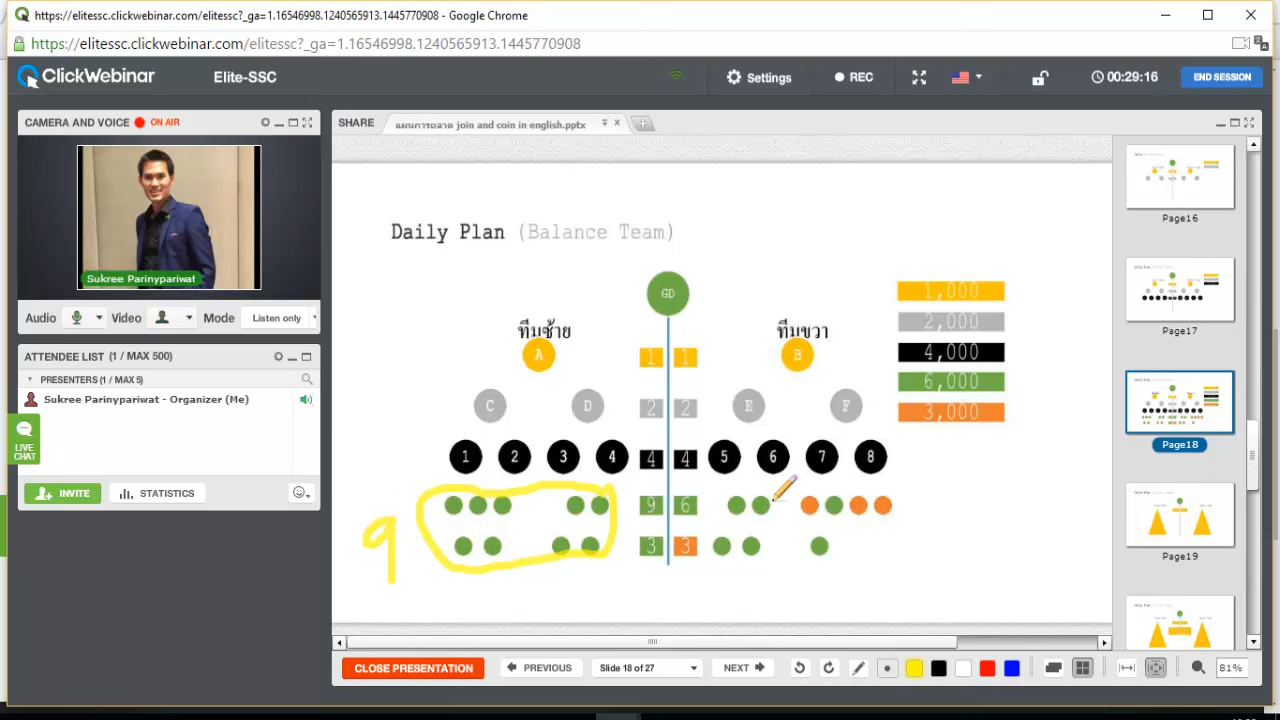 https://elitessc.clickwebinar.com/elitessc?_ga=1.16546998.1240565913.1445770908 - Google Chrome
https://elitessc.clickwebinar.com/elitessc?_ga=1.16546998.1240565913.1445770908
ClickWebinar Elite-SSC Settings REC 00:29:16 END SESSION
CAMERA AND VOICE ON AIR
Sukree Parinypariwat
Audio Video Mode Listen only
ATTENDEE LIST (1 / MAX 500)
PRESENTERS (1 / MAX 5)
Sukree Parinypariwat - Organizer (Me)
LIVE
CHAT
INVITE STATISTICS
SHARE แผนการตลาด join and coin in english.pptx
Daily Plan (Balance Team)
GD
ทีมซ้าย ทีมขวา
A 1 1 B
C D 2 2 E F
1 2 3 4 4 4 5 6 7 8
9 6
9
3 3
1,000
2,000
4,000
6,000
3,000
Page16
Page17
Page18
Page19
CLOSE PRESENTATION PREVIOUS Slide 18 of 27 NEXT 81%